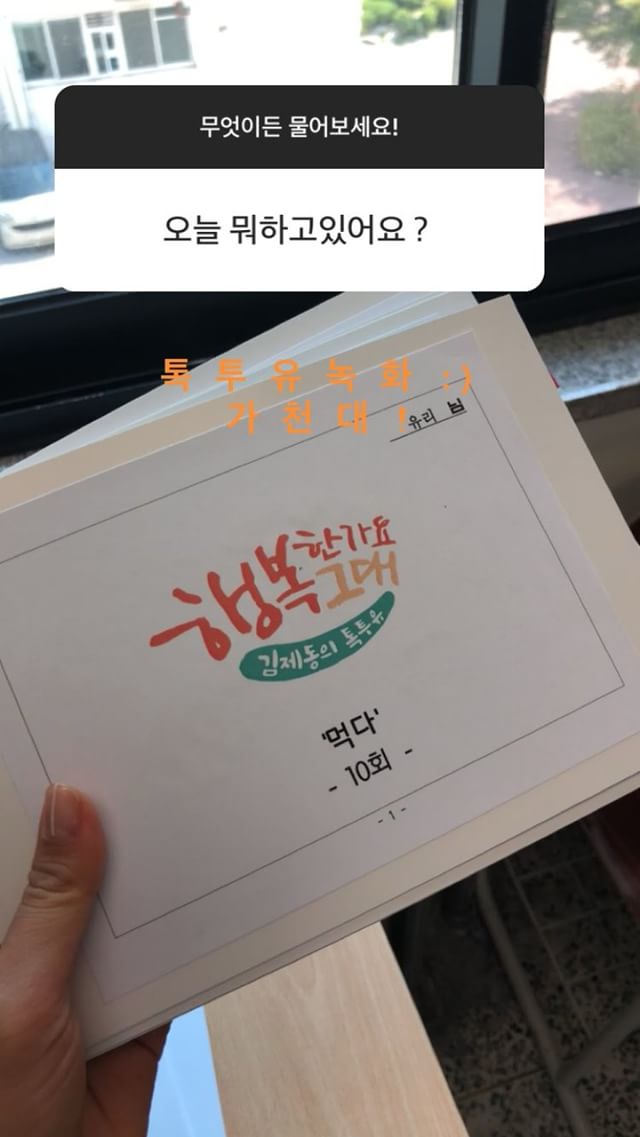 무엇이든 물어보세요!
오늘 뭐하고있어요 ?
톡 투 유 녹 화 : )
가 천 대 !
유리 님
행복한가요
그대
김제동의 톡투유
'먹다'
- 10회 -
- 1 -